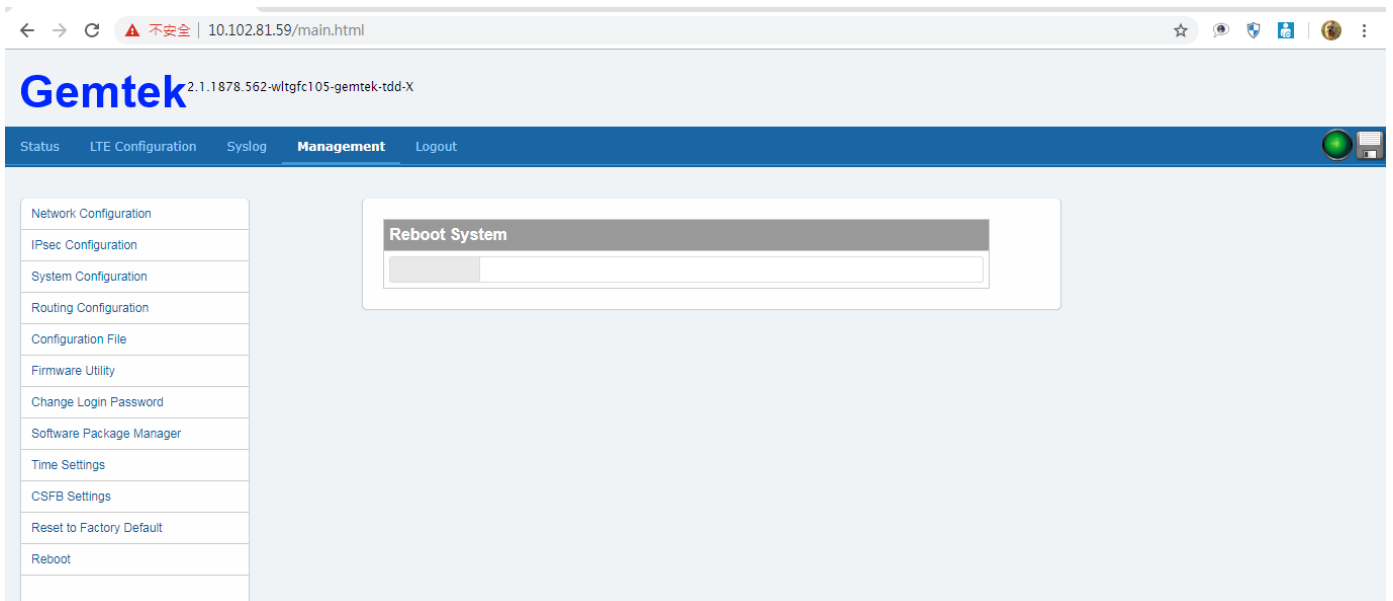 不安全 | 10.102.81.59/main.html
Gemtek 2.1.1878.562-wltgfc105-gemtek-tdd-X
Status LTE Configuration Syslog Management Logout
Network Configuration
IPsec Configuration
System Configuration
Routing Configuration
Configuration File
Firmware Utility
Change Login Password
Software Package Manager
Time Settings
CSFB Settings
Reset to Factory Default
Reboot
Reboot System